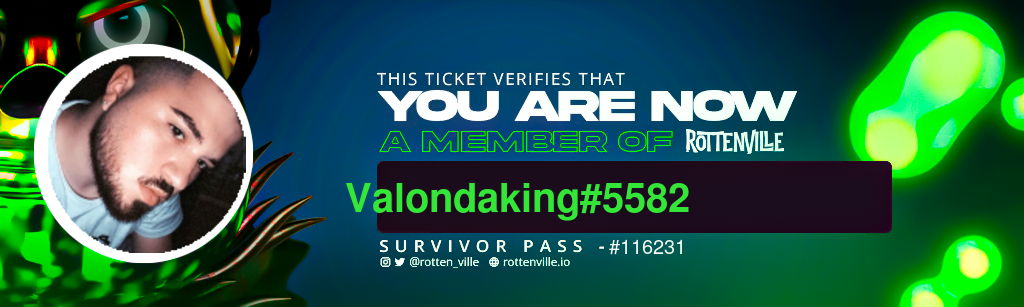 THIS TICKET VERIFIES THAT
YOU ARE NOW
A MEMBER OF ROTTENVILLE
Valondaking#5582
SURVIVOR PASS - #116231
@rotten_ville rottenville.io